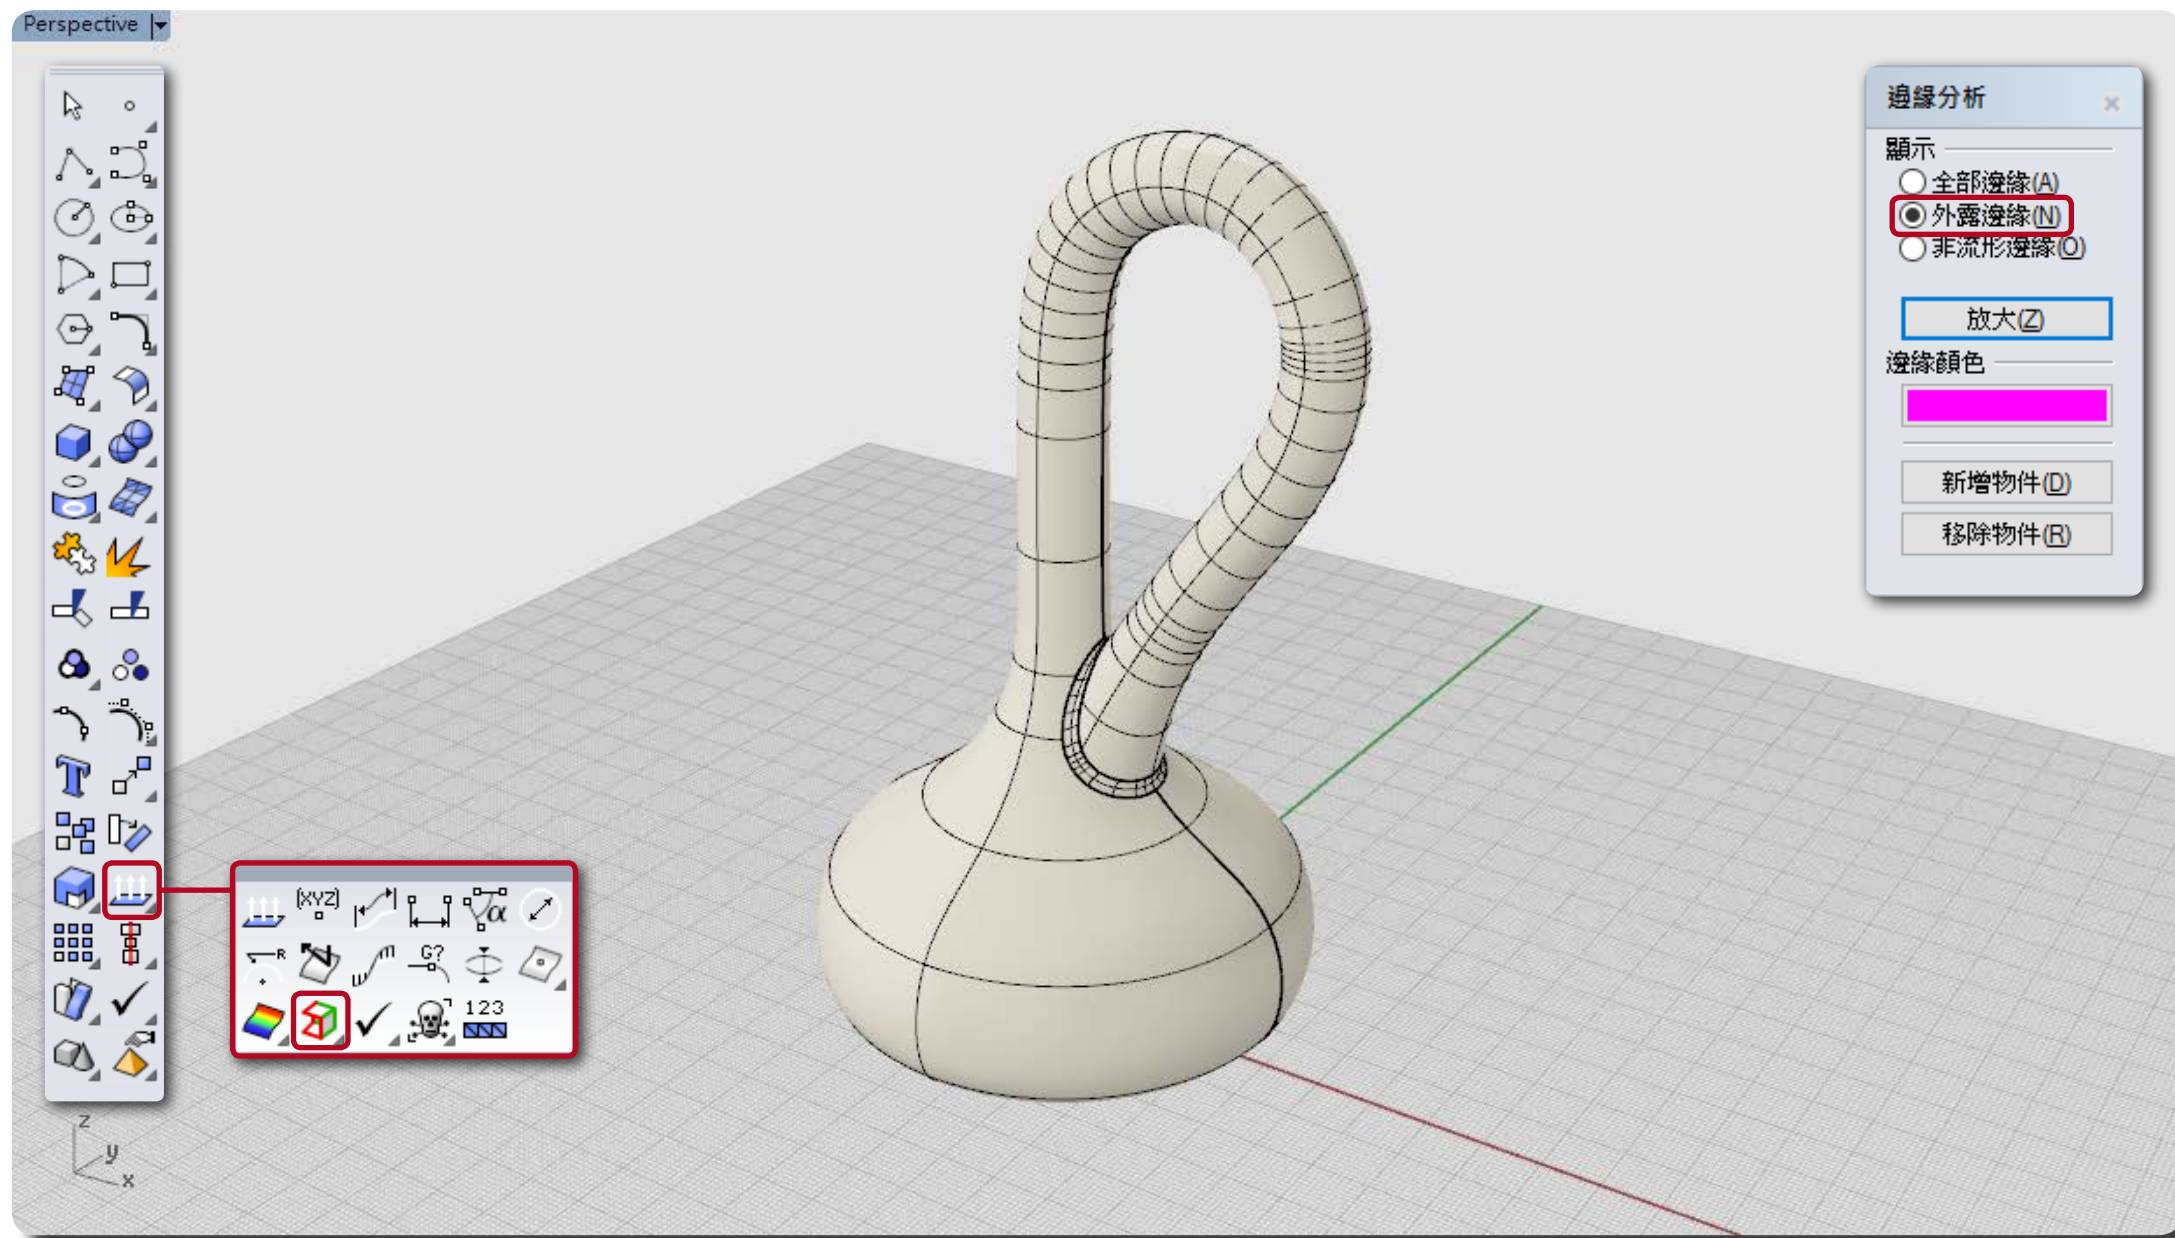 Perspective
邊緣分析
顯示
全部邊緣(A)
外露邊緣(N)
非流形邊緣(O)
放大(Z)
邊緣顏色
新增物件(D)
移除物件(R)
T
(XYZ)
α
R
G?
123
z
y
x